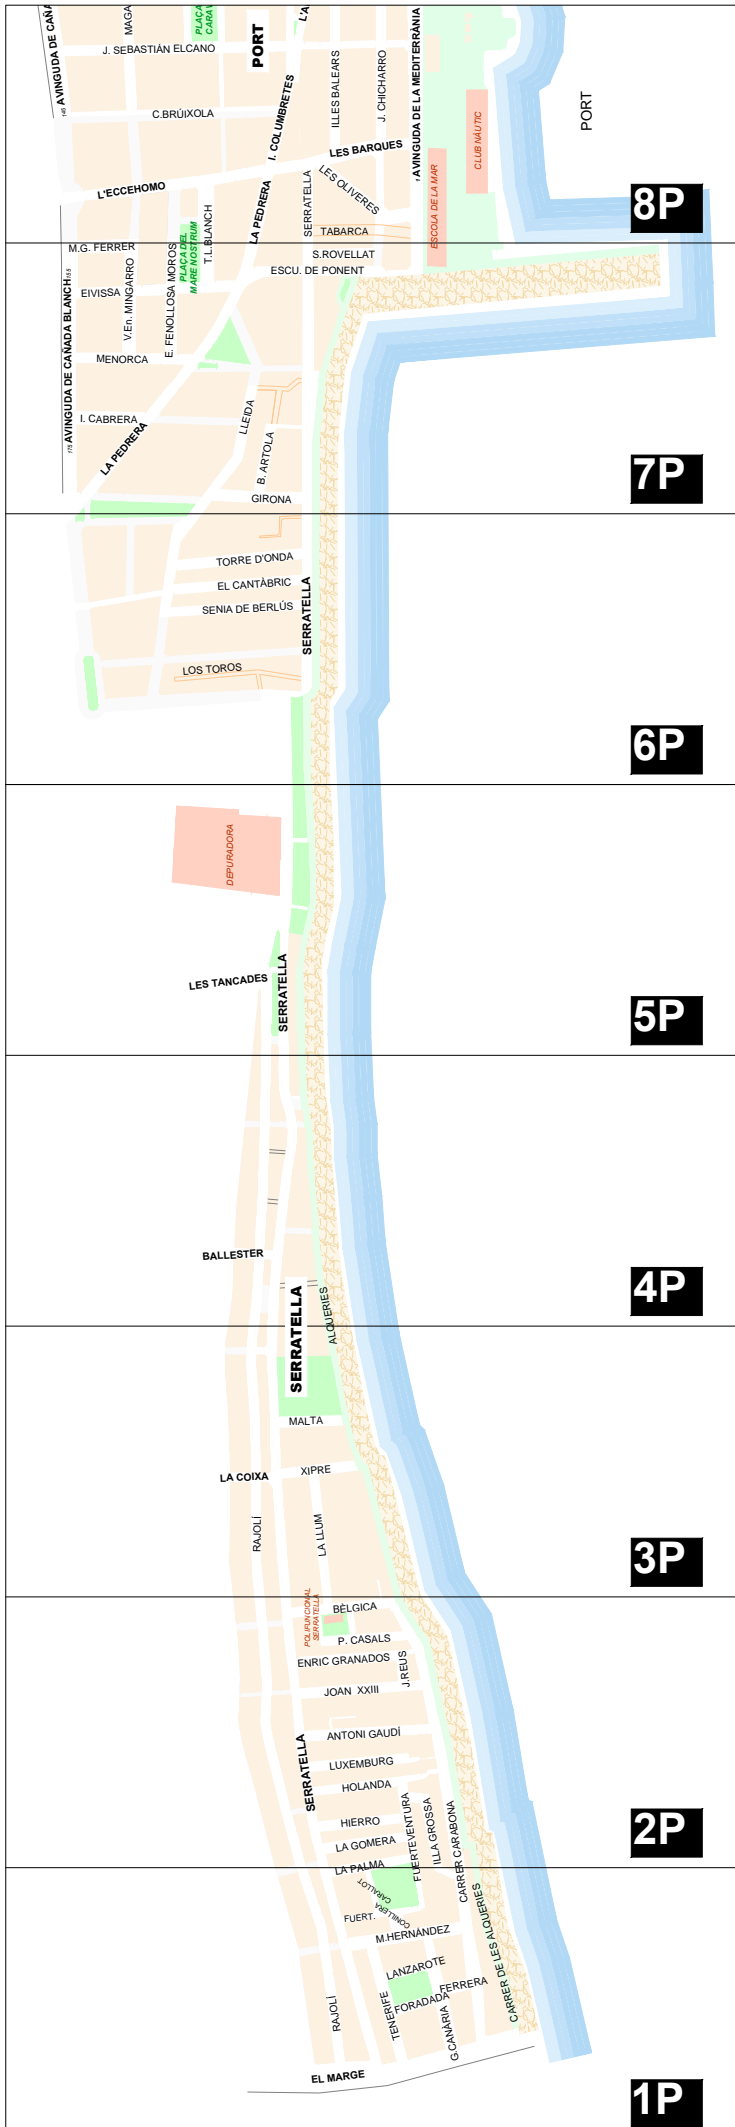 145 AVINGUDA DE CAÑA
MAGA
PLAÇA
CARAV
L'A
J. SEBASTIÁN ELCANO
PORT
ILLES BALEARS
J. CHICHARRO
AVINGUDA DE LA MEDITERRÀNIA
I. COLUMBRETES
C.BRÚIXOLA
CLUB NÀUTIC
PORT
LES BARQUES
L'ECCEHOMO
LES OLIVERES
SERRATELLA
ESCOLA DE LA MAR
8P
LA PEDRERA
T.L.BLANCH
TABARCA
M.G. FERRER
PLAÇA DEL
MARE NOSTRUM
S.ROVELLAT
ESCU. DE PONENT
E. FENOLLOSA MOROS
V.En. MINGARRO
EIVISSA
175 AVINGUDA DE CAÑADA BLANCH 155
MENORCA
I. CABRERA
LLEIDA
LA PEDRERA
B. ARTOLA
7P
GIRONA
TORRE D'ONDA
EL CANTÀBRIC
SENIA DE BERLÚS
SERRATELLA
LOS TOROS
6P
DEPURADORA
LES TANCADES
SERRATELLA
5P
BALLESTER
4P
SERRATELLA
ALQUERIES
MALTA
XIPRE
LA COIXA
LA LLUM
RAJOLÍ
3P
POLIFUNCIONAL
SERRATELLA
BÈLGICA
P. CASALS
ENRIC GRANADOS
J.REUS
JOAN XXIII
ANTONI GAUDÍ
SERRATELLA
LUXEMBURG
HOLANDA
HIERRO
FUERTEVENTURA
ILLA GROSSA
CARRER CARABONA
2P
LA GOMERA
LA PALMA
CARALLOT
CONILLERA
FUERT.
M.HERNÁNDEZ
CARRER DE LES ALQUERIES
LANZAROTE
FERRERA
FORADADA
TENERIFE
G.CANÀRIA
RAJOLÍ
EL MARGE
1P